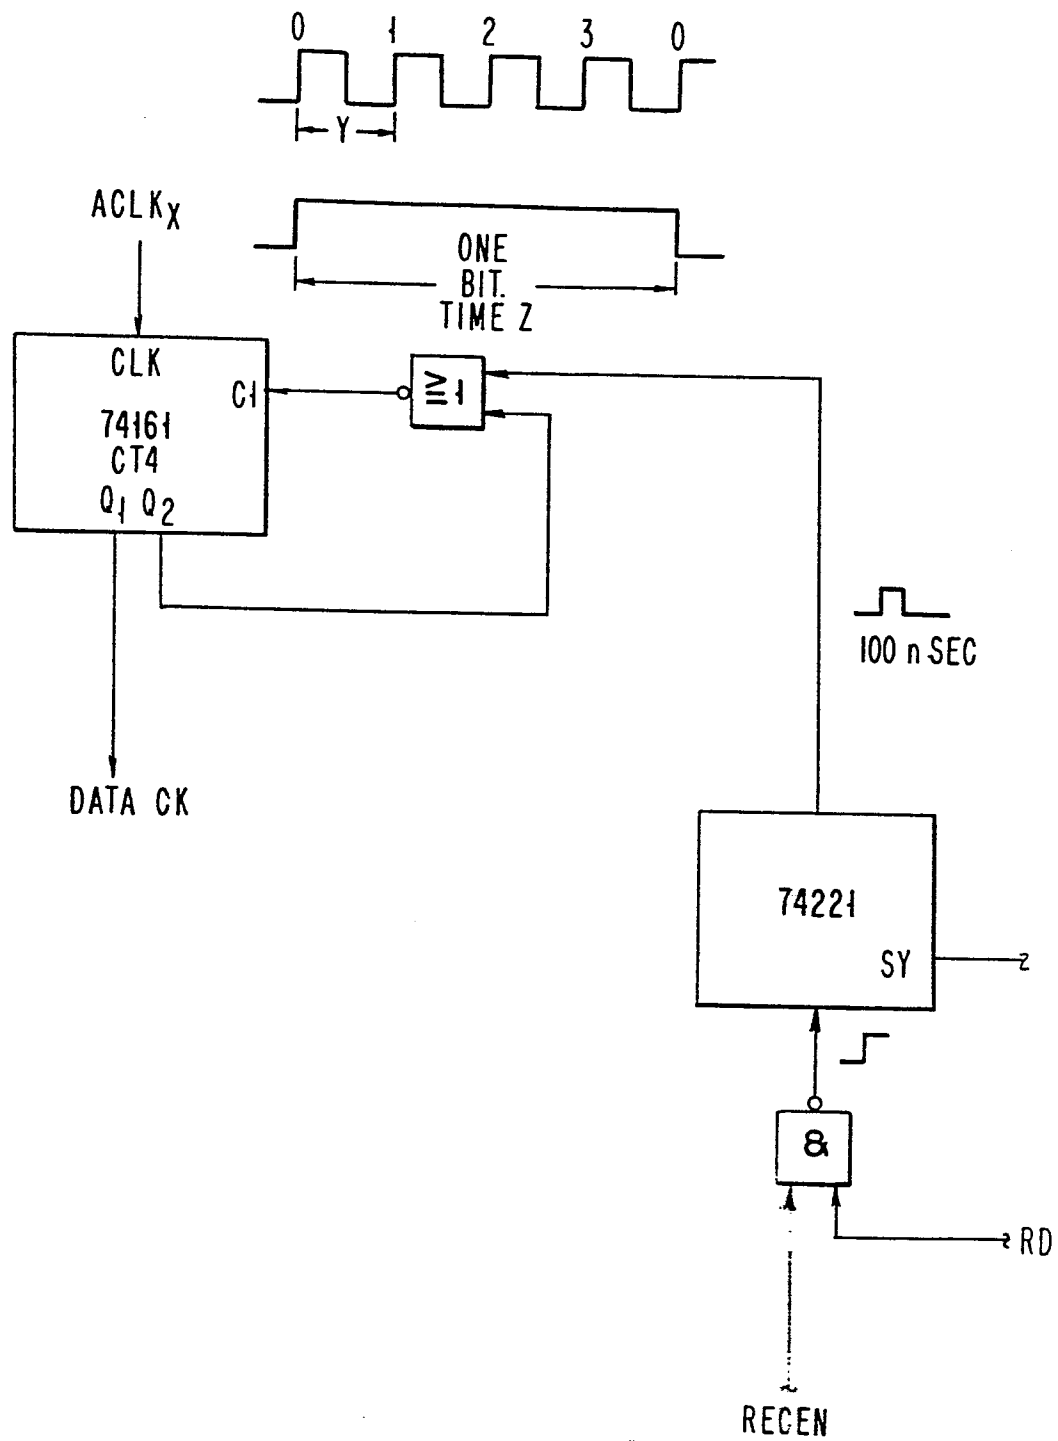 0 1 2 3 0
Y
ACLKX
ONE
BIT.
TIME Z
CLK
C1
≥1
74161
CT4
Q1 Q2
100 n SEC
DATA CK
74221
SY
&
RD
RECEN